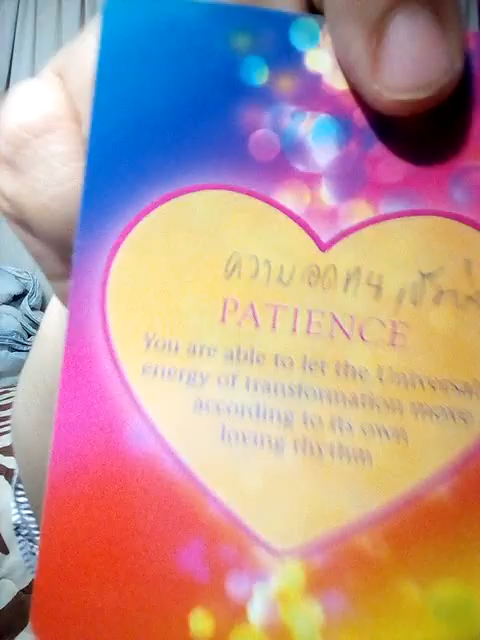 ความอดทน,
PATIENCE
You are able to let the Universal
energy of transformation move
according to its own
loving rhythm